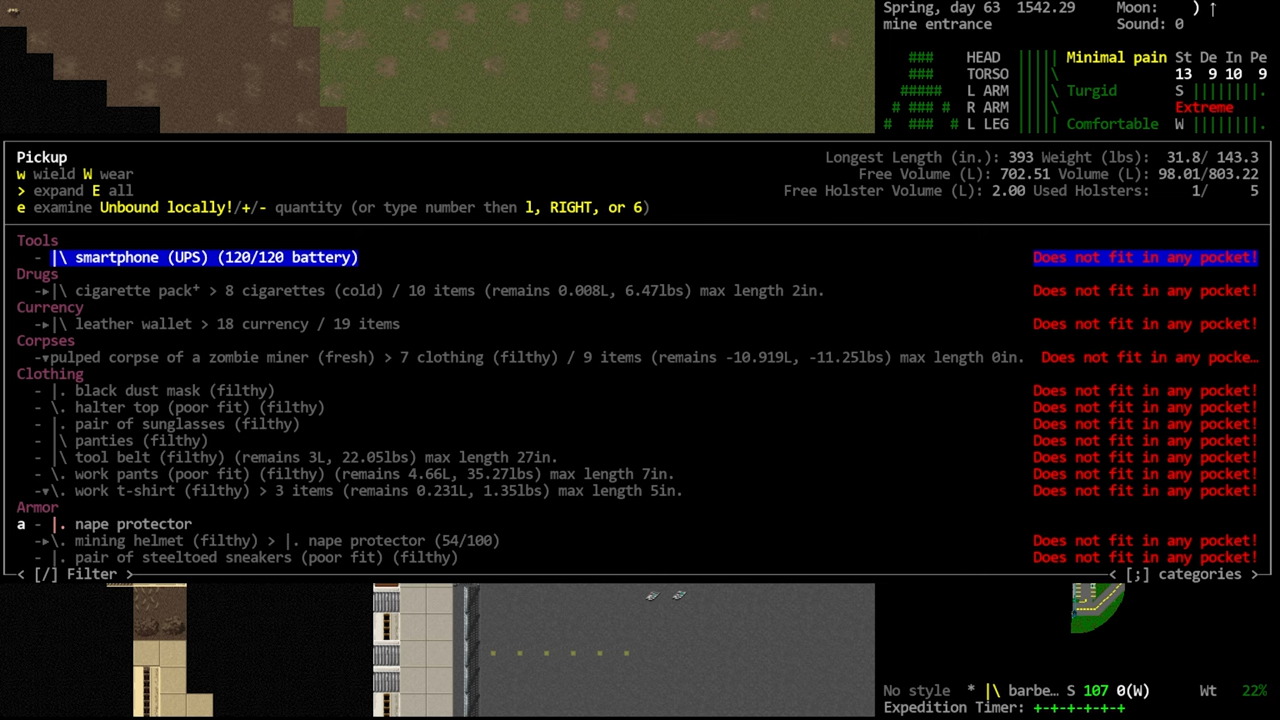 Spring, day 63 1542.29 Moon: ) ↑
mine entrance Sound: 0
### HEAD ||||| Minimal pain St De In Pe
### TORSO ||||\ 13 9 10 9
##### L ARM ||||\ Turgid S ||||||||.
# ### # R ARM ||||\ Extreme
# ### # L LEG ||||| Comfortable W ||||||||.
Pickup
w wield W wear
> expand E all
e examine Unbound locally!/+/- quantity (or type number then l, RIGHT, or 6)
Longest Length (in.): 393 Weight (lbs): 31.8/ 143.3
Free Volume (L): 702.51 Volume (L): 98.01/803.22
Free Holster Volume (L): 2.00 Used Holsters: 1/ 5
Tools
- |\ smartphone (UPS) (120/120 battery) Does not fit in any pocket!
Drugs
-▸|\ cigarette pack⁺ > 8 cigarettes (cold) / 10 items (remains 0.008L, 6.47lbs) max length 2in. Does not fit in any pocket!
Currency
-▸|\ leather wallet > 18 currency / 19 items Does not fit in any pocket!
Corpses
-▾pulped corpse of a zombie miner (fresh) > 7 clothing (filthy) / 9 items (remains -10.919L, -11.25lbs) max length 0in. Does not fit in any pocke…
Clothing
- |. black dust mask (filthy) Does not fit in any pocket!
- \. halter top (poor fit) (filthy) Does not fit in any pocket!
- |. pair of sunglasses (filthy) Does not fit in any pocket!
- |\ panties (filthy) Does not fit in any pocket!
- |\ tool belt (filthy) (remains 3L, 22.05lbs) max length 27in. Does not fit in any pocket!
- \. work pants (poor fit) (filthy) (remains 4.66L, 35.27lbs) max length 7in. Does not fit in any pocket!
-▾\. work t-shirt (filthy) > 3 items (remains 0.231L, 1.35lbs) max length 5in. Does not fit in any pocket!
Armor
a - |. nape protector
-▸\. mining helmet (filthy) > |. nape protector (54/100) Does not fit in any pocket!
- |. pair of steeltoed sneakers (poor fit) (filthy) Does not fit in any pocket!
< [/] Filter > < [;] categories >
No style * |\ barbe… S 107 0(W) Wt 22%
Expedition Timer: +-+-+-+-+-+